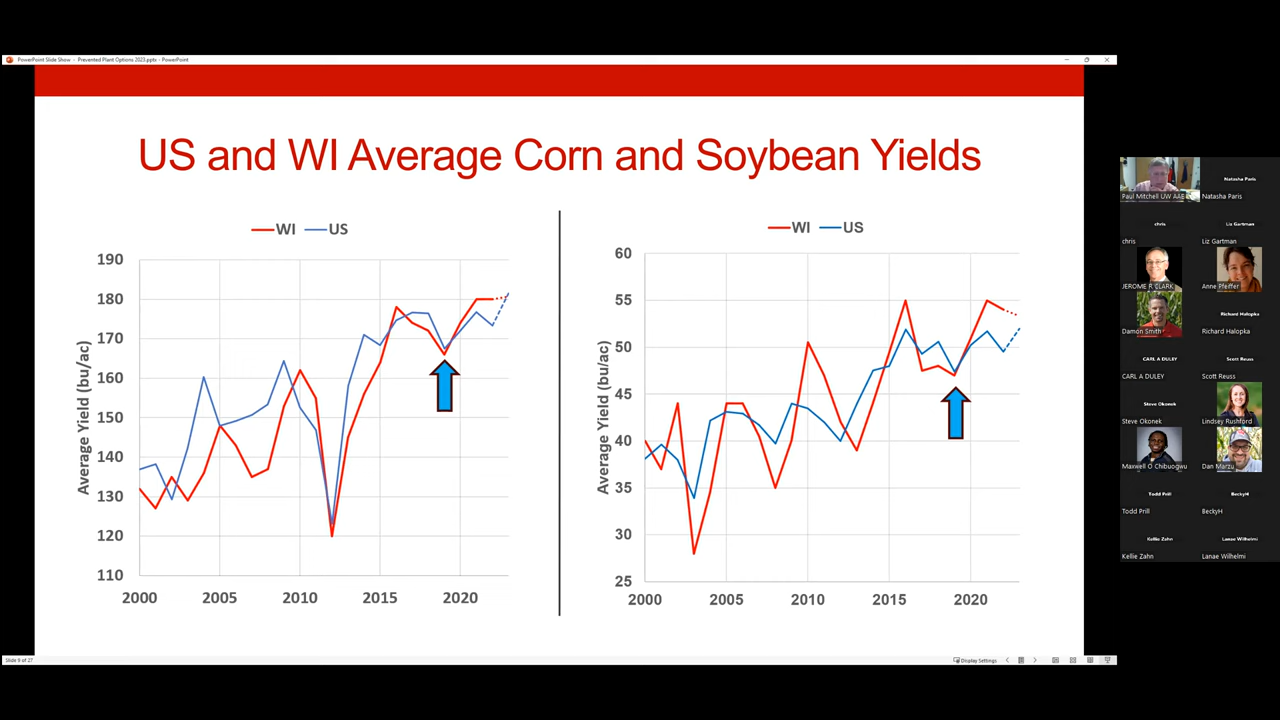 PowerPoint Slide Show - Prevented Plant Options 2023.pptx - PowerPoint
US and WI Average Corn and Soybean Yields
WI US
190
180
170
160
150
140
130
120
110
Average Yield (bu/ac)
2000 2005 2010 2015 2020
WI US
60
55
50
45
40
35
30
25
Average Yield (bu/ac)
2000 2005 2010 2015 2020
Slide 9 of 27
Display Settings
Paul Mitchell UW AAE
Natasha Paris
Natasha Paris
chris
chris
Liz Gartman
Liz Gartman
JEROME R CLARK
Anne Pfeiffer
Damon Smith
Richard Halopka
Richard Halopka
CARL A DULEY
CARL A DULEY
Scott Reuss
Scott Reuss
Steve Okonek
Steve Okonek
Lindsey Rushford
Maxwell O Chibuogwu
Dan Marzu
Todd Prill
Todd Prill
BeckyH
BeckyH
Kellie Zahn
Kellie Zahn
Lanae Wilhelmi
Lanae Wilhelmi